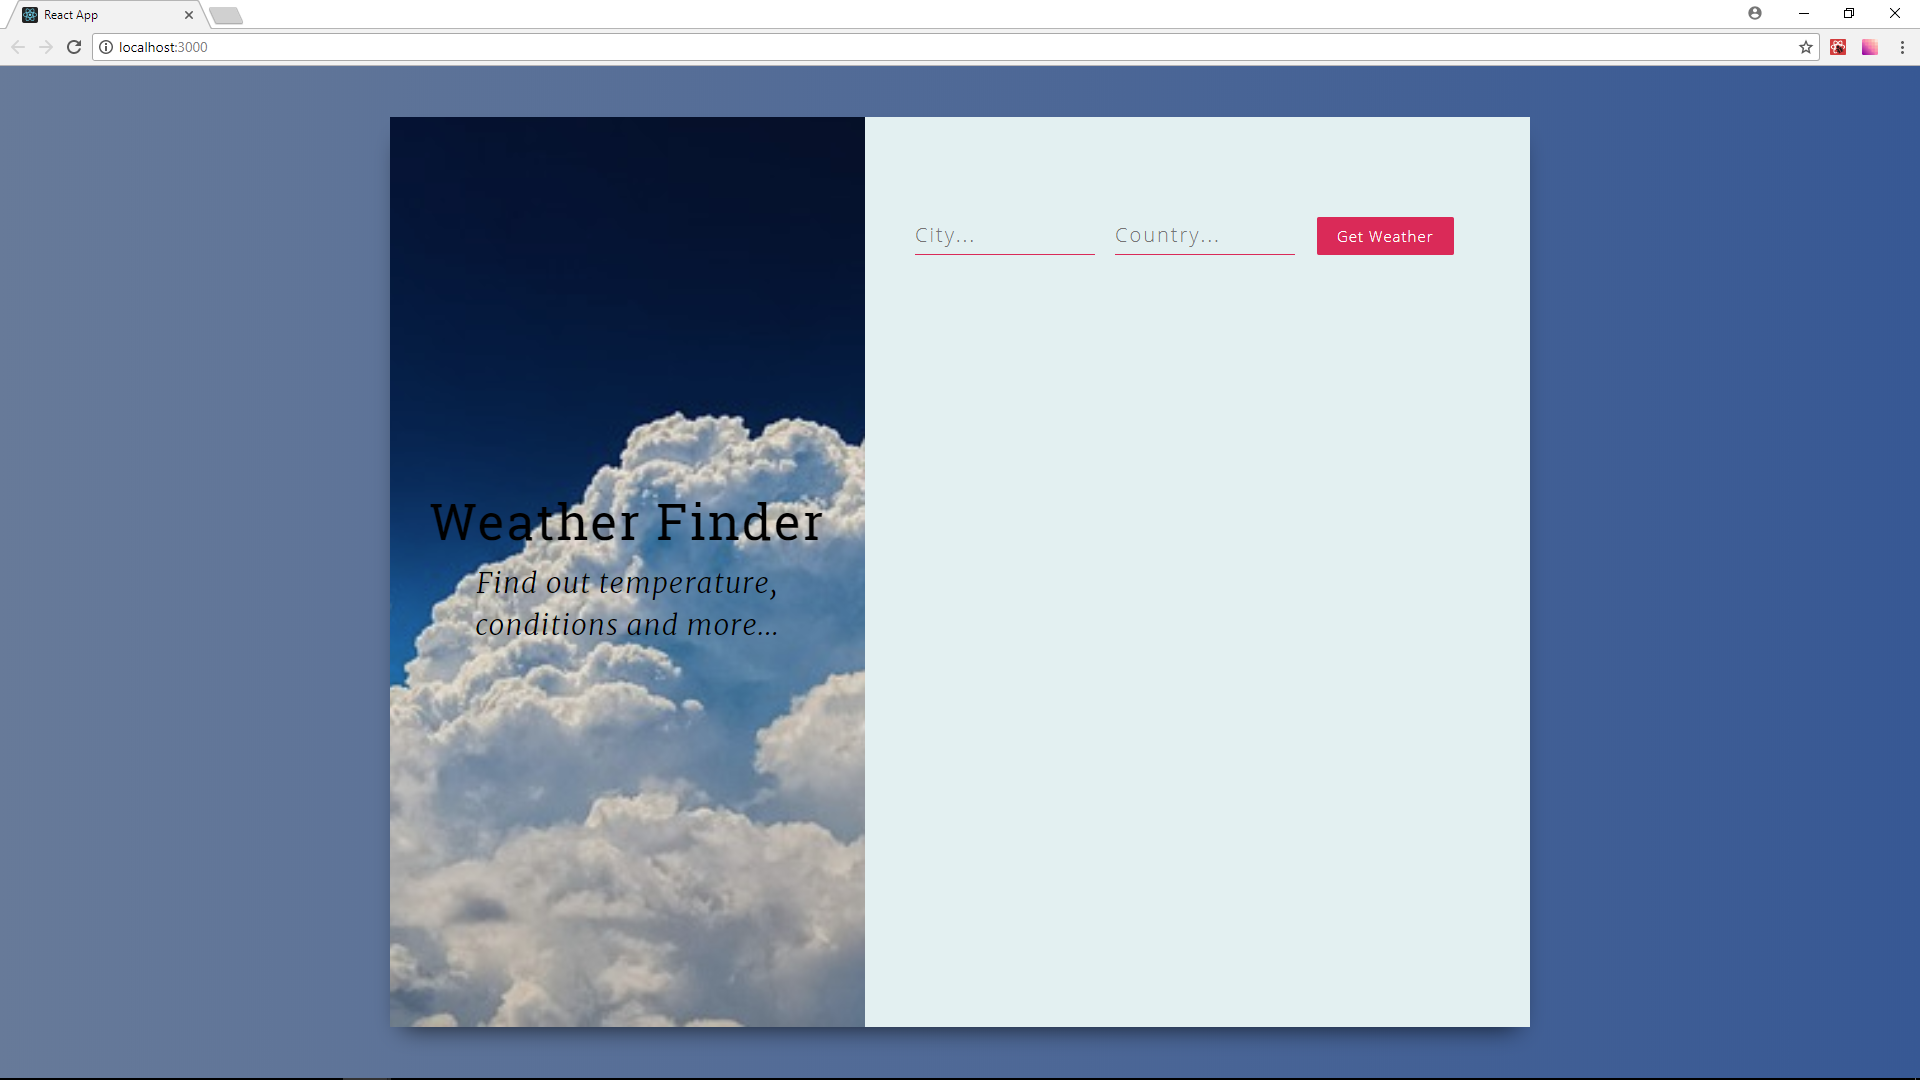 React App
localhost:3000
City...
Country...
Get Weather
Weather Finder
Find out temperature,
conditions and more...